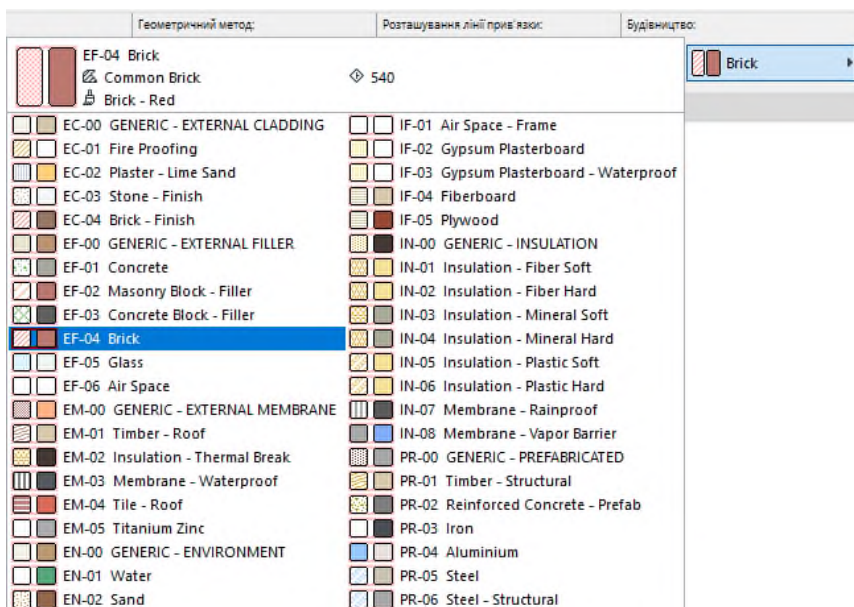 Геометричний метод:
Розташування лінії прив'язки:
Будівництво:
EF-04 Brick
Common Brick
540
Brick - Red
Brick
EC-00 GENERIC - EXTERNAL CLADDING
EC-01 Fire Proofing
EC-02 Plaster - Lime Sand
EC-03 Stone - Finish
EC-04 Brick - Finish
EF-00 GENERIC - EXTERNAL FILLER
EF-01 Concrete
EF-02 Masonry Block - Filler
EF-03 Concrete Block - Filler
EF-04 Brick
EF-05 Glass
EF-06 Air Space
EM-00 GENERIC - EXTERNAL MEMBRANE
EM-01 Timber - Roof
EM-02 Insulation - Thermal Break
EM-03 Membrane - Waterproof
EM-04 Tile - Roof
EM-05 Titanium Zinc
EN-00 GENERIC - ENVIRONMENT
EN-01 Water
EN-02 Sand
IF-01 Air Space - Frame
IF-02 Gypsum Plasterboard
IF-03 Gypsum Plasterboard - Waterproof
IF-04 Fiberboard
IF-05 Plywood
IN-00 GENERIC - INSULATION
IN-01 Insulation - Fiber Soft
IN-02 Insulation - Fiber Hard
IN-03 Insulation - Mineral Soft
IN-04 Insulation - Mineral Hard
IN-05 Insulation - Plastic Soft
IN-06 Insulation - Plastic Hard
IN-07 Membrane - Rainproof
IN-08 Membrane - Vapor Barrier
PR-00 GENERIC - PREFABRICATED
PR-01 Timber - Structural
PR-02 Reinforced Concrete - Prefab
PR-03 Iron
PR-04 Aluminium
PR-05 Steel
PR-06 Steel - Structural